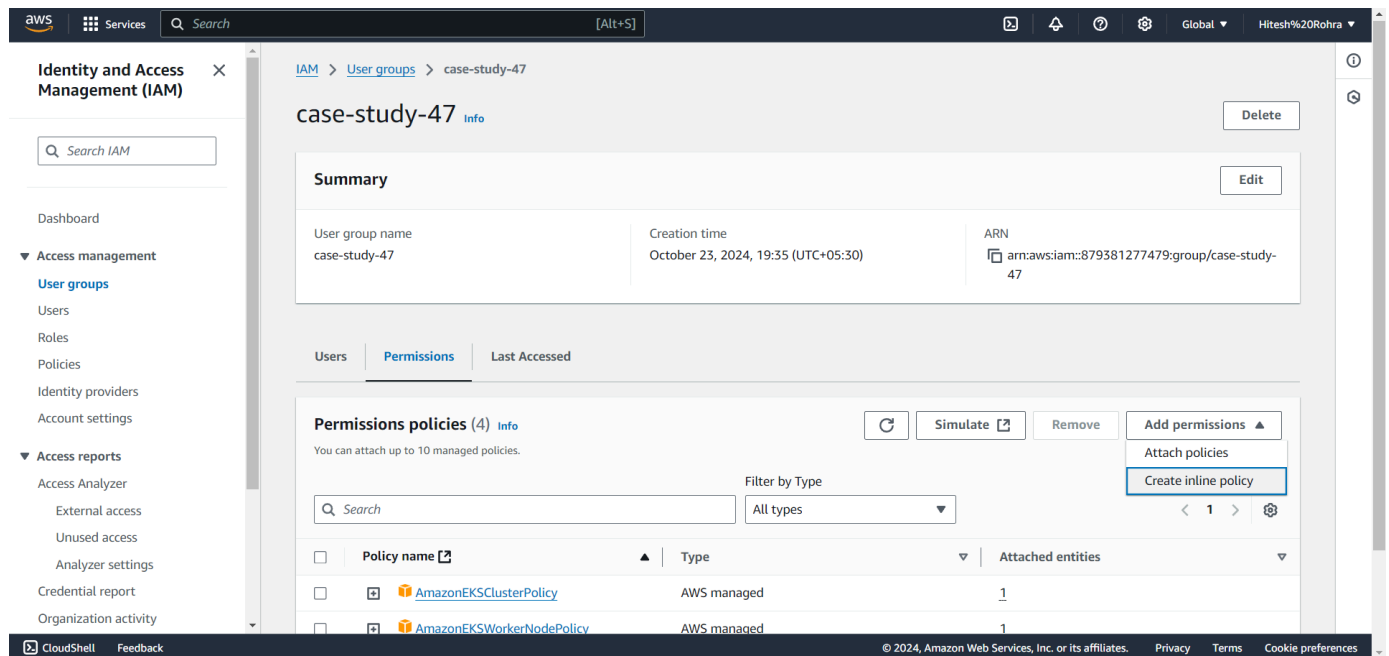 aws
Services
Search
[Alt+S]
Global ▼
Hitesh%20Rohra ▼
Identity and Access
Management (IAM)
Search IAM
Dashboard
Access management
User groups
Users
Roles
Policies
Identity providers
Account settings
Access reports
Access Analyzer
External access
Unused access
Analyzer settings
Credential report
Organization activity
IAM > User groups > case-study-47
case-study-47 Info
Delete
Summary
Edit
User group name
case-study-47
Creation time
October 23, 2024, 19:35 (UTC+05:30)
ARN
arn:aws:iam::879381277479:group/case-study-
47
Users
Permissions
Last Accessed
Permissions policies (4) Info
You can attach up to 10 managed policies.
Simulate
Remove
Add permissions
Attach policies
Create inline policy
Filter by Type
Search
All types
< 1 >
Policy name
Type
Attached entities
AmazonEKSClusterPolicy
AWS managed
1
AmazonEKSWorkerNodePolicy
AWS managed
1
CloudShell
Feedback
© 2024, Amazon Web Services, Inc. or its affiliates.
Privacy
Terms
Cookie preferences